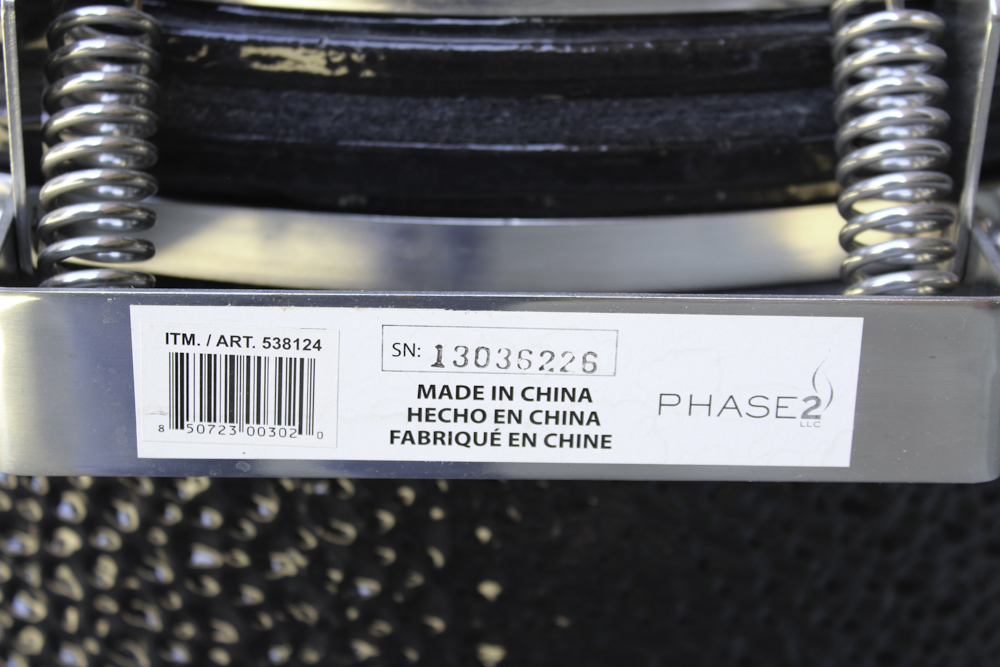 ITM. / ART. 538124
8 50723 00302 0
SN: 13036226
MADE IN CHINA
HECHO EN CHINA
FABRIQUÉ EN CHINE
PHASE2
LLC